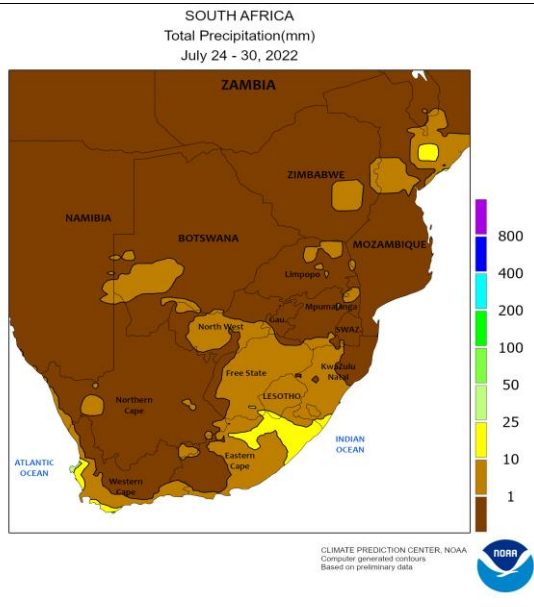 SOUTH AFRICA
Total Precipitation(mm)
July 24 - 30, 2022
ZAMBIA
ZIMBABWE
NAMIBIA
BOTSWANA
MOZAMBIQUE
Limpopo
Mpumalanga
Gau.
North West
SWAZ.
Free State
KwaZulu
Natal
LESOTHO
Northern
Cape
INDIAN
OCEAN
Eastern
Cape
ATLANTIC
OCEAN
Western
Cape
800
400
200
100
50
25
10
1
CLIMATE PREDICTION CENTER, NOAA
Computer generated contours
Based on preliminary data
NOAA